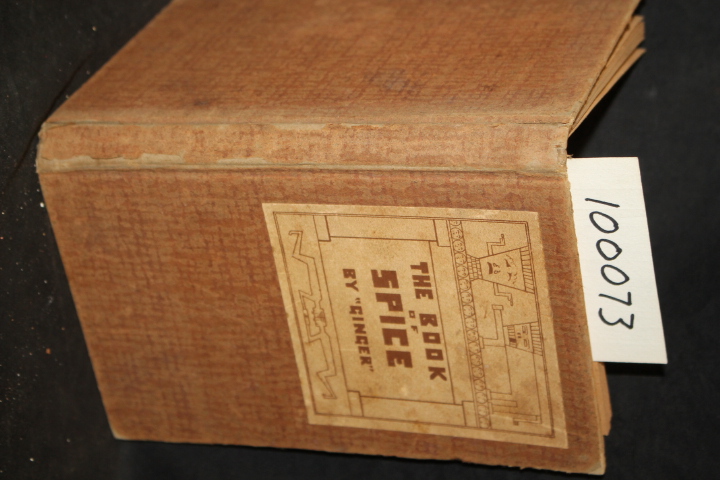 THE BOOK
OF
SPICE
BY "GINGER"
100073